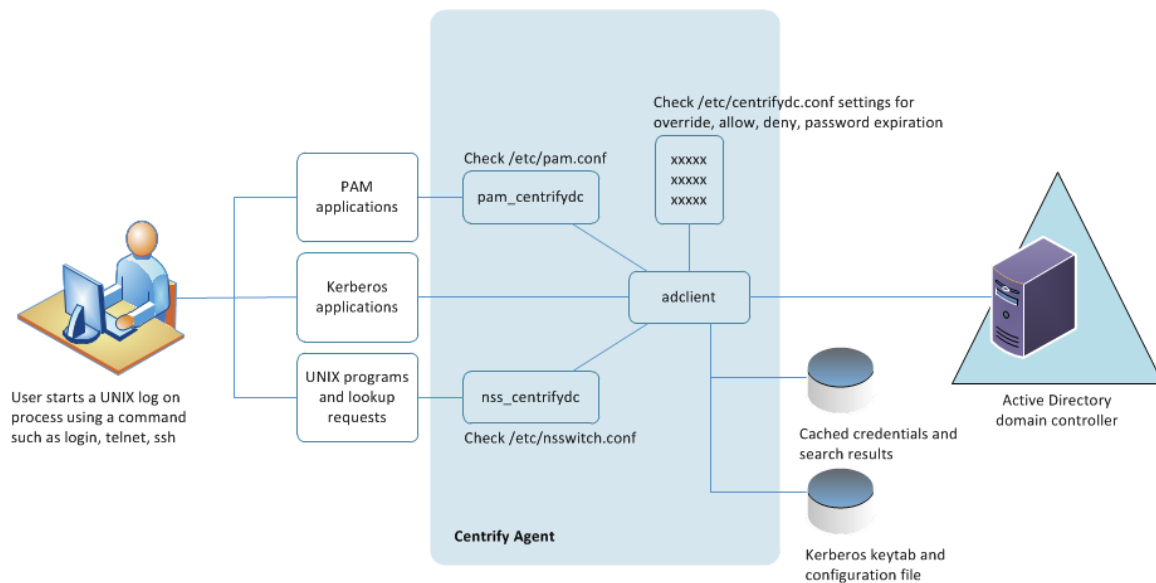 Check /etc/centrifydc.conf settings for
override, allow, deny, password expiration
xxxxx
xxxxx
xxxxx
Check /etc/pam.conf
PAM
applications
pam_centrifydc
Kerberos
applications
adclient
UNIX programs
and lookup
requests
nss_centrifydc
Check /etc/nsswitch.conf
User starts a UNIX log on
process using a command
such as login, telnet, ssh
Active Directory
domain controller
Cached credentials and
search results
Centrify Agent
Kerberos keytab and
configuration file